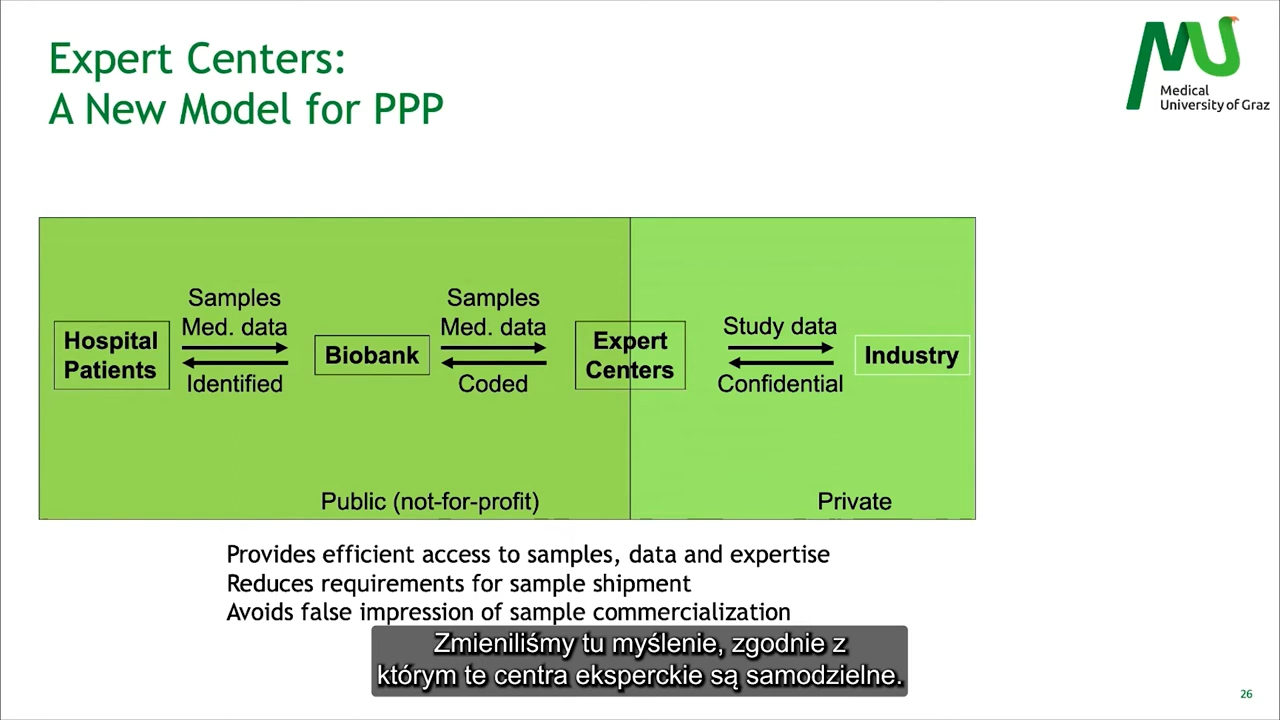 Expert Centers:
A New Model for PPP
Medical
University of Graz
Samples
Med. data
Identified
Hospital
Patients
Biobank
Samples
Med. data
Coded
Expert
Centers
Study data
Confidential
Industry
Public (not-for-profit)
Private
Provides efficient access to samples, data and expertise
Reduces requirements for sample shipment
Avoids false impression of sample commercialization
Zmieniliśmy tu myślenie, zgodnie z
którym te centra eksperckie są samodzielne.
26